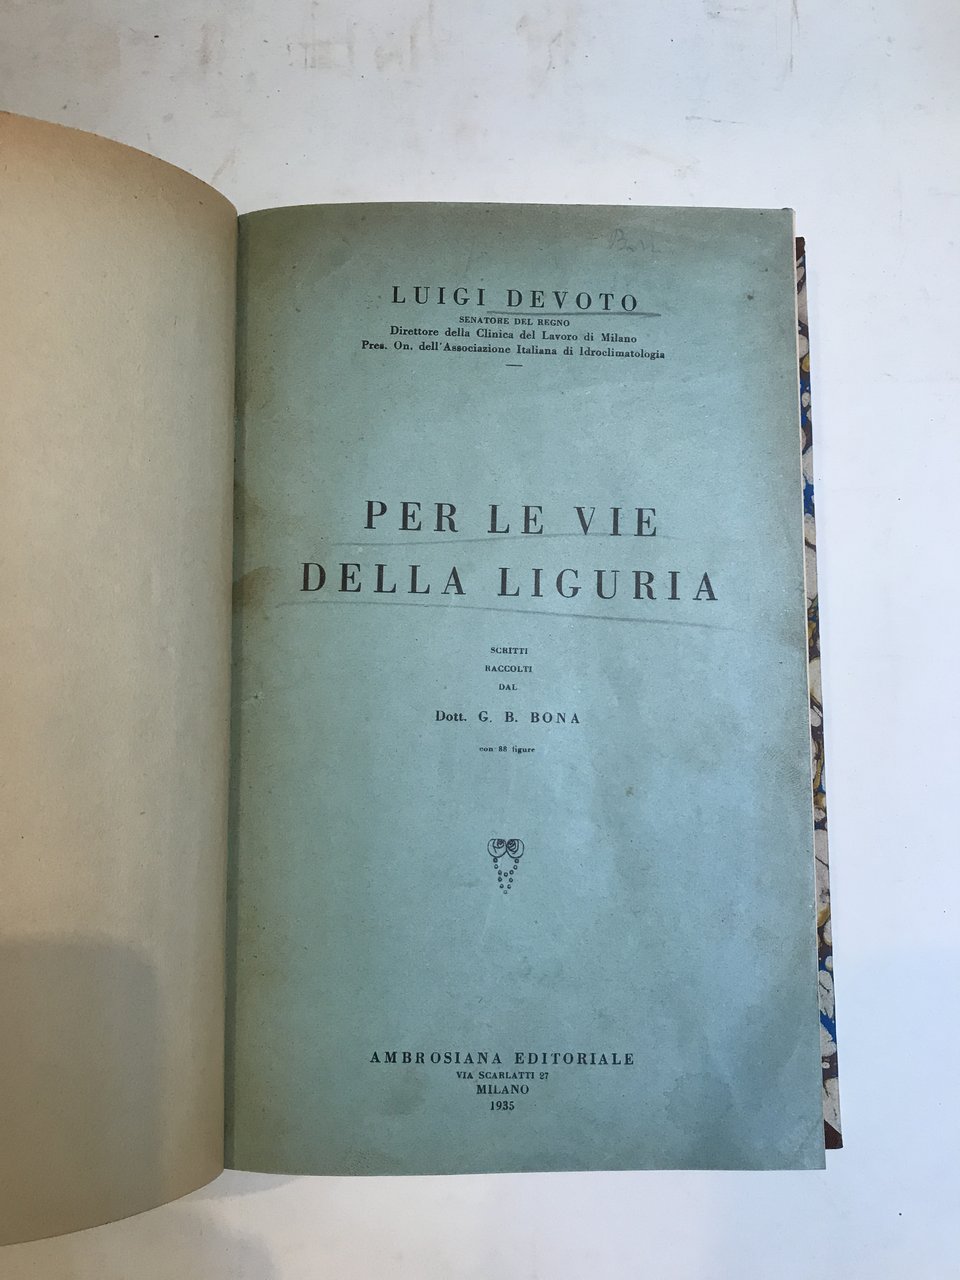 LUIGI DEVOTO
SENATORE DEL REGNO
Direttore della Clinica del Lavoro di Milano
Pres. On. dell'Associazione Italiana di Idroclimatologia
PER LE VIE
DELLA LIGURIA
SCRITTI
RACCOLTI
DAL
Dott. G. B. BONA
con 88 figure
AMBROSIANA EDITORIALE
VIA SCARLATTI 27
MILANO
1935